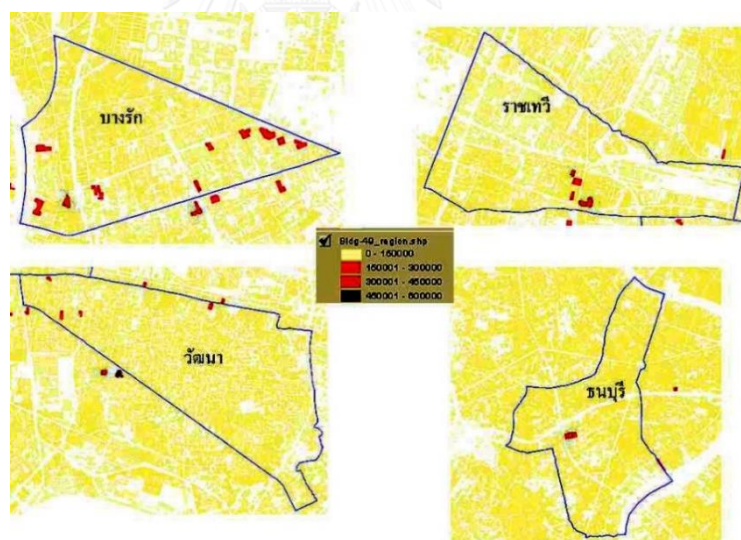 บางรัก
ราชเทวี
Bldg-49_region.shp
0 - 150000
150001 - 300000
300001 - 450000
450001 - 600000
วัฒนา
ธนบุรี